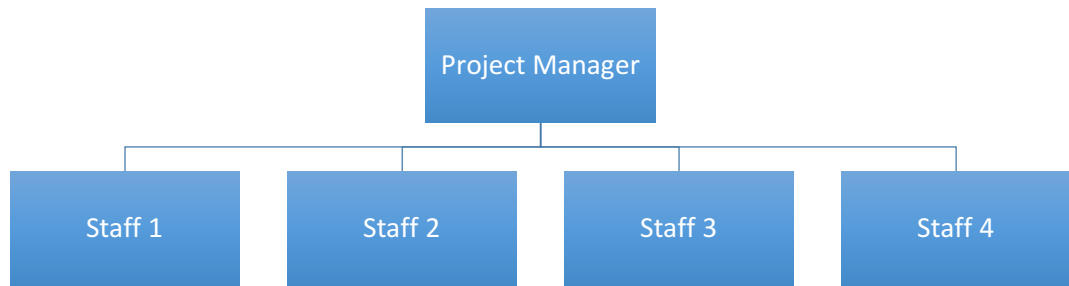 Project Manager
Staff 1
Staff 2
Staff 3
Staff 4